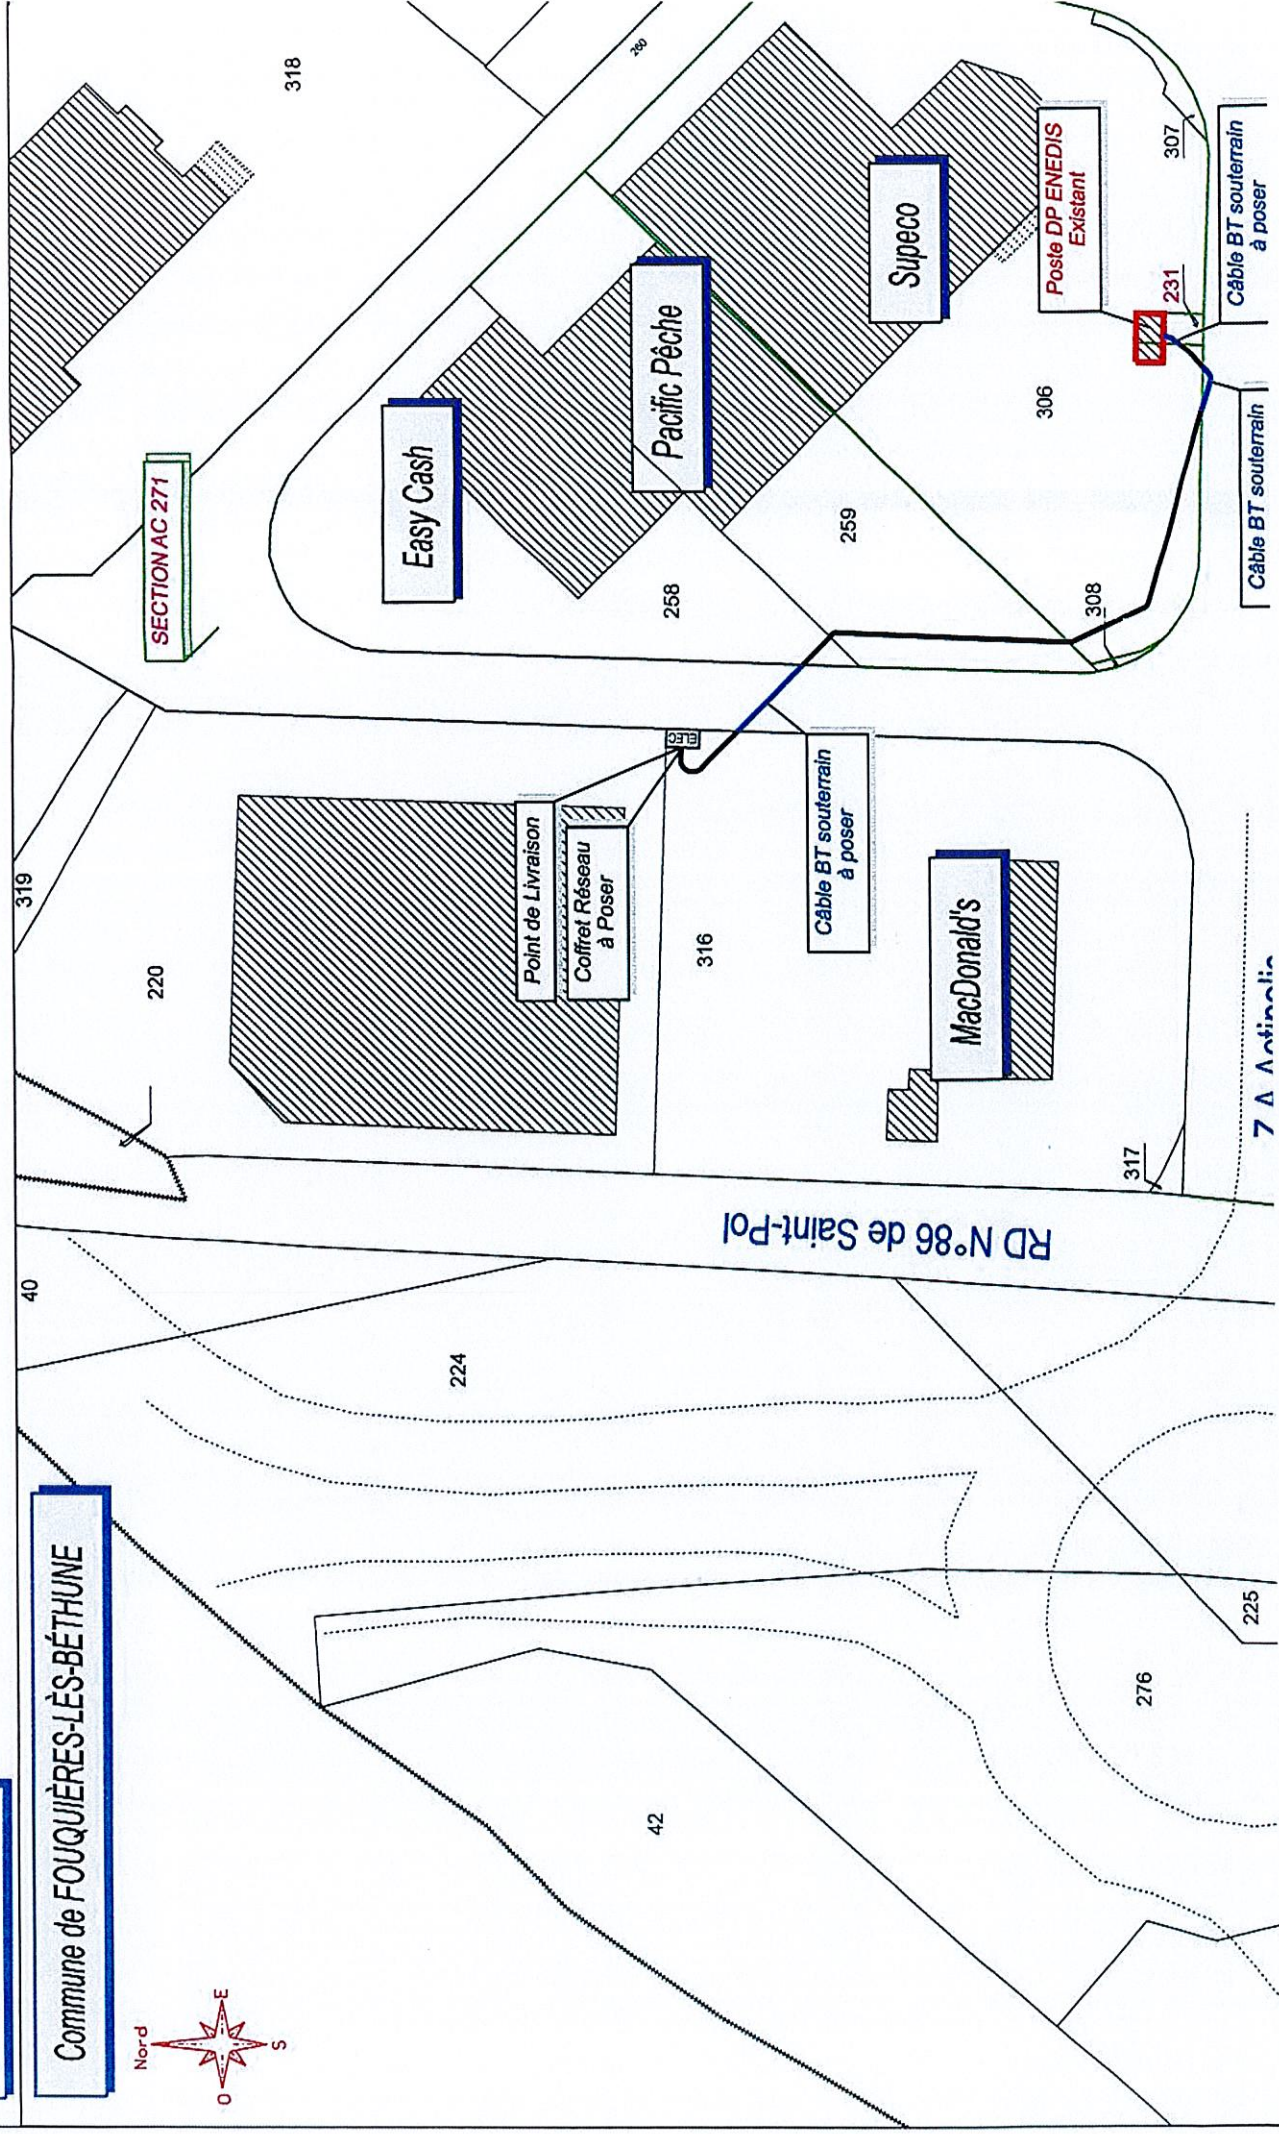 Commune de FOUQUIÈRES-LÈS-BÉTHUNE
Nord
O
E
S
40
319
220
318
260
SECTION AC 271
Easy Cash
Pacific Pêche
Supeco
258
259
306
Poste DP ENEDIS
Existant
307
231
308
Câble BT souterrain
à poser
Câble BT souterrain
ELEC
Point de Livraison
Coffret Réseau
à Poser
Câble BT souterrain
à poser
316
MacDonald's
317
RD N°86 de Saint-Pol
224
42
276
225